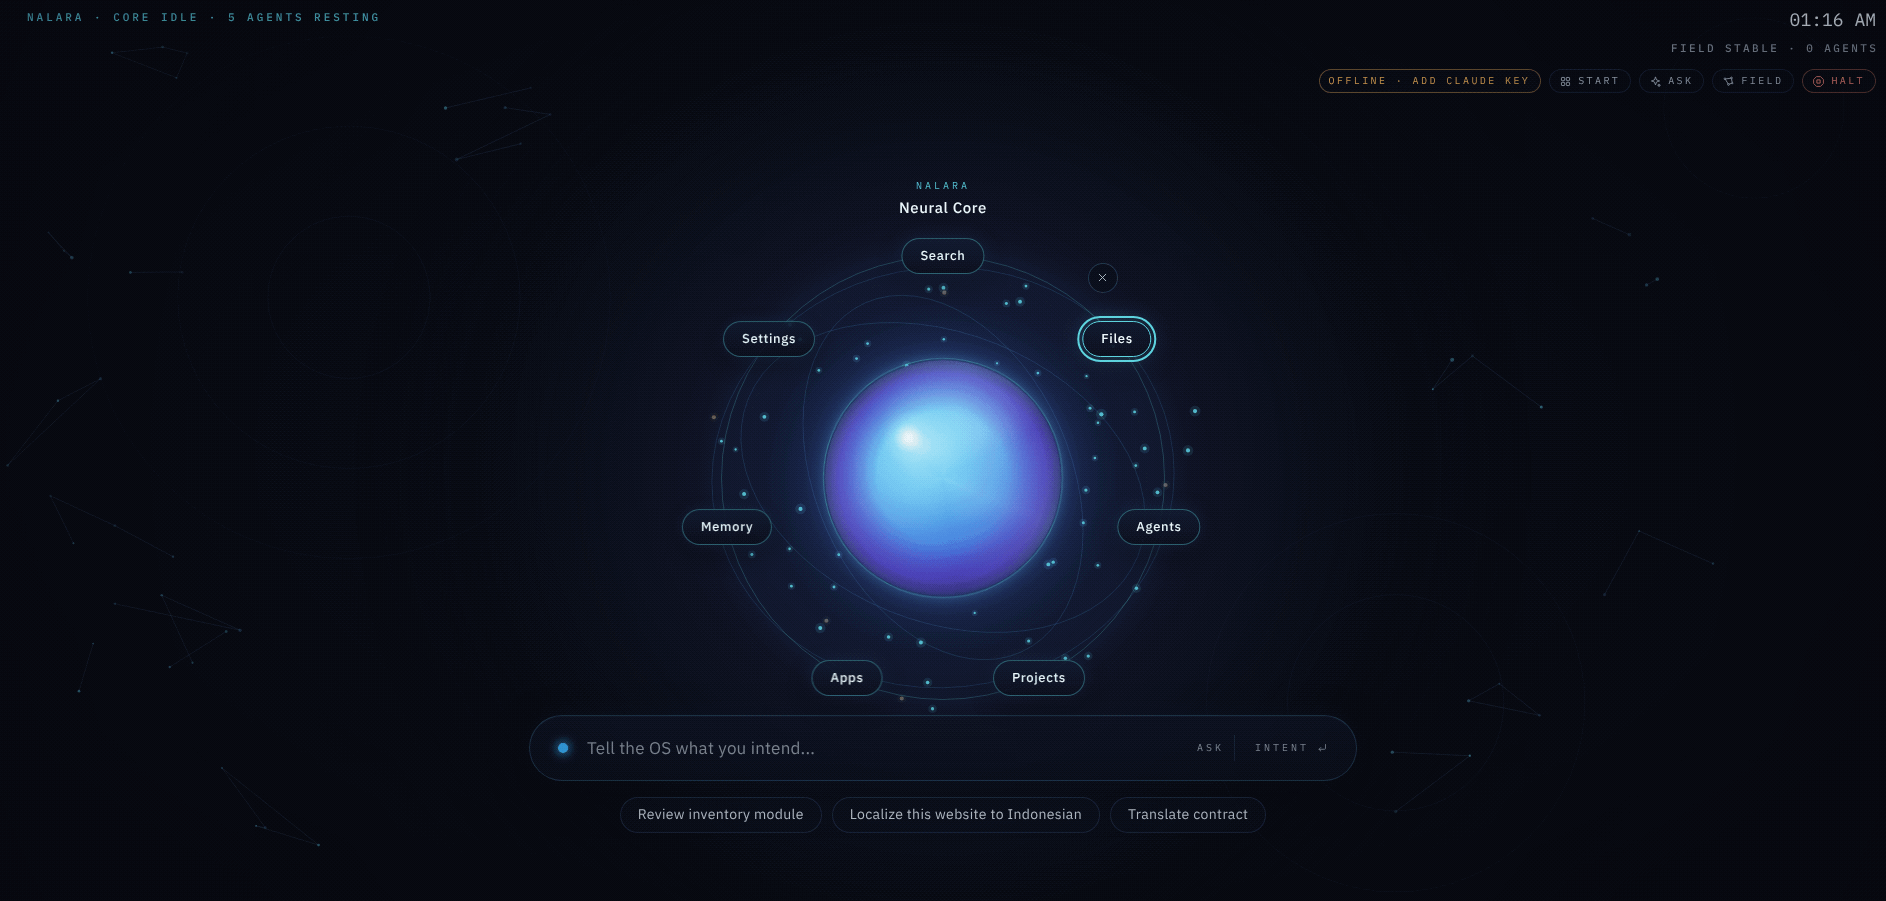 NALARA · CORE IDLE · 5 AGENTS RESTING
01:16 AM
FIELD STABLE · 0 AGENTS
OFFLINE · ADD CLAUDE KEY
START
ASK
FIELD
HALT
NALARA
Neural Core
Search
Settings
Files
Memory
Agents
Apps
Projects
Tell the OS what you intend...
ASK
INTENT
Review inventory module
Localize this website to Indonesian
Translate contract